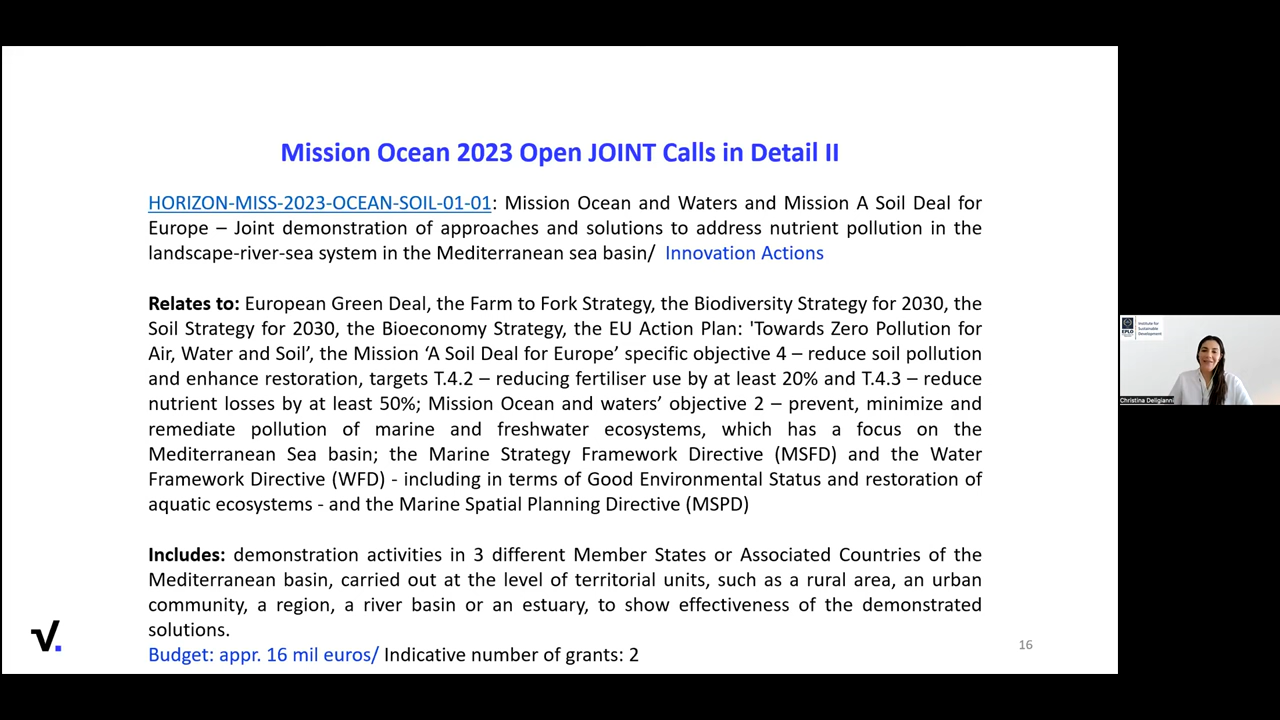 Mission Ocean 2023 Open JOINT Calls in Detail II
HORIZON-MISS-2023-OCEAN-SOIL-01-01: Mission Ocean and Waters and Mission A Soil Deal for
Europe – Joint demonstration of approaches and solutions to address nutrient pollution in the
landscape-river-sea system in the Mediterranean sea basin/ Innovation Actions
Relates to: European Green Deal, the Farm to Fork Strategy, the Biodiversity Strategy for 2030, the
Soil Strategy for 2030, the Bioeconomy Strategy, the EU Action Plan: 'Towards Zero Pollution for
Air, Water and Soil’, the Mission ‘A Soil Deal for Europe’ specific objective 4 – reduce soil pollution
and enhance restoration, targets T.4.2 – reducing fertiliser use by at least 20% and T.4.3 – reduce
nutrient losses by at least 50%; Mission Ocean and waters’ objective 2 – prevent, minimize and
remediate pollution of marine and freshwater ecosystems, which has a focus on the
Mediterranean Sea basin; the Marine Strategy Framework Directive (MSFD) and the Water
Framework Directive (WFD) - including in terms of Good Environmental Status and restoration of
aquatic ecosystems - and the Marine Spatial Planning Directive (MSPD)
Includes: demonstration activities in 3 different Member States or Associated Countries of the
Mediterranean basin, carried out at the level of territorial units, such as a rural area, an urban
community, a region, a river basin or an estuary, to show effectiveness of the demonstrated
solutions.
Budget: appr. 16 mil euros/ Indicative number of grants: 2
16
EPLO
Institute for
Sustainable
Development
Christina Deligianni